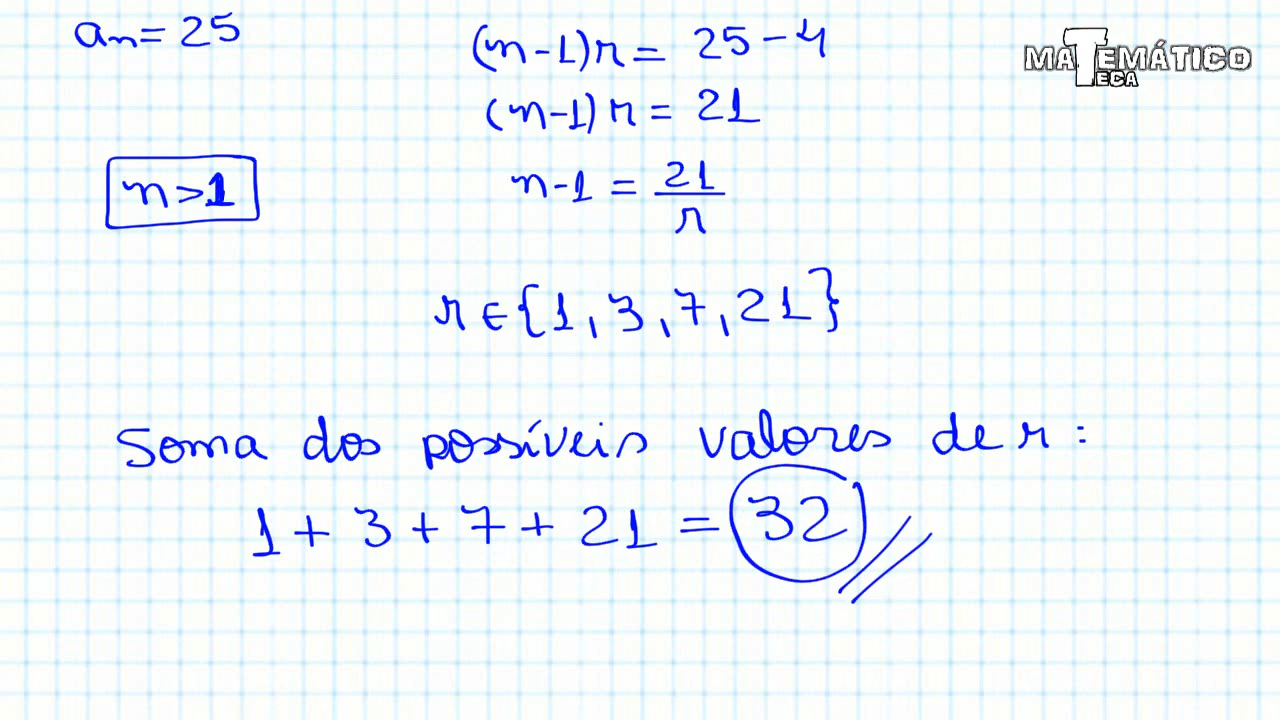 an = 25
(n-1)r = 25-4
MATEMÁTICO
TECA
(n-1)r = 21
n>1
n-1 = 21/r
r∈{1,3,7,21}
Soma dos possíveis valores de r:
1+3+7+21 = 32